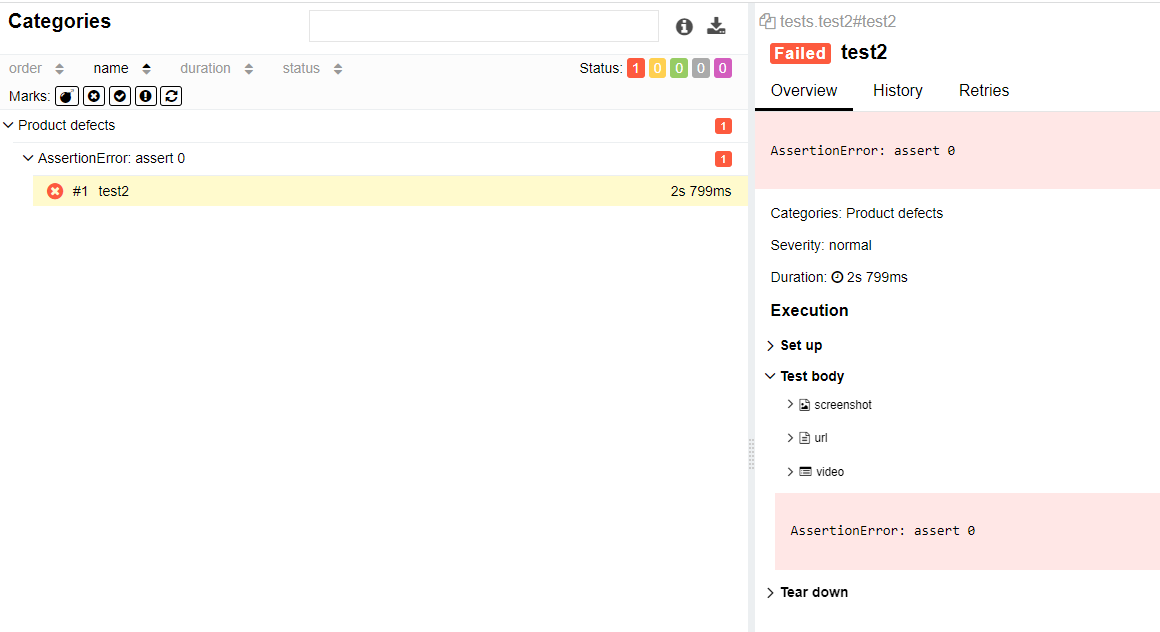 Categories
order name duration status Status: 1 0 0 0 0
Marks:
Product defects 1
AssertionError: assert 0 1
#1 test2 2s 799ms
tests.test2#test2
Failed test2
Overview History Retries
AssertionError: assert 0
Categories: Product defects
Severity: normal
Duration: 2s 799ms
Execution
Set up
Test body
screenshot
url
video
AssertionError: assert 0
Tear down